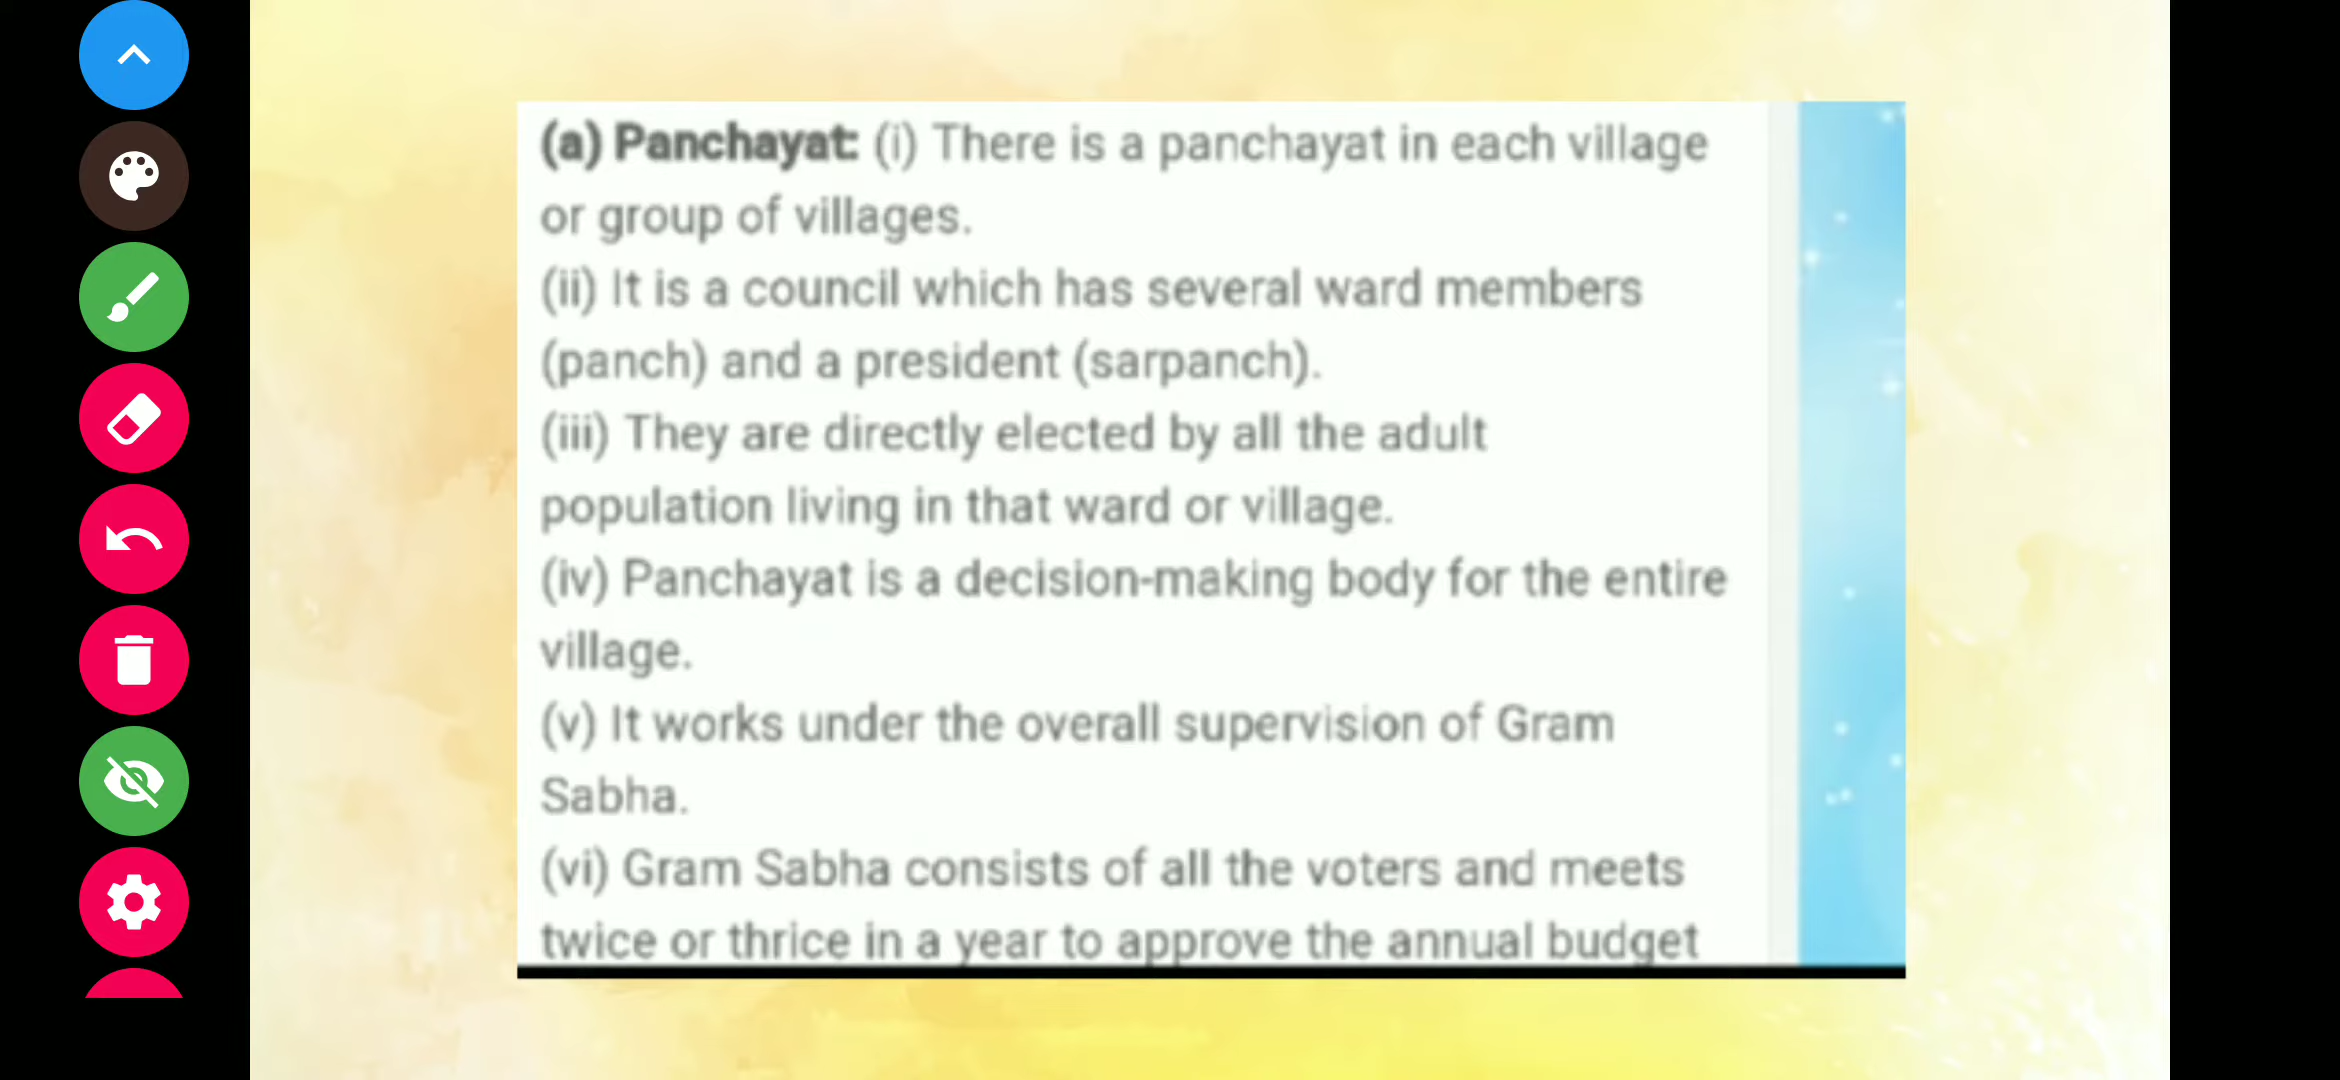 (a) Panchayat: (i) There is a panchayat in each village
or group of villages.
(ii) It is a council which has several ward members
(panch) and a president (sarpanch).
(iii) They are directly elected by all the adult
population living in that ward or village.
(iv) Panchayat is a decision-making body for the entire
village.
(v) It works under the overall supervision of Gram
Sabha.
(vi) Gram Sabha consists of all the voters and meets
twice or thrice in a year to approve the annual budget